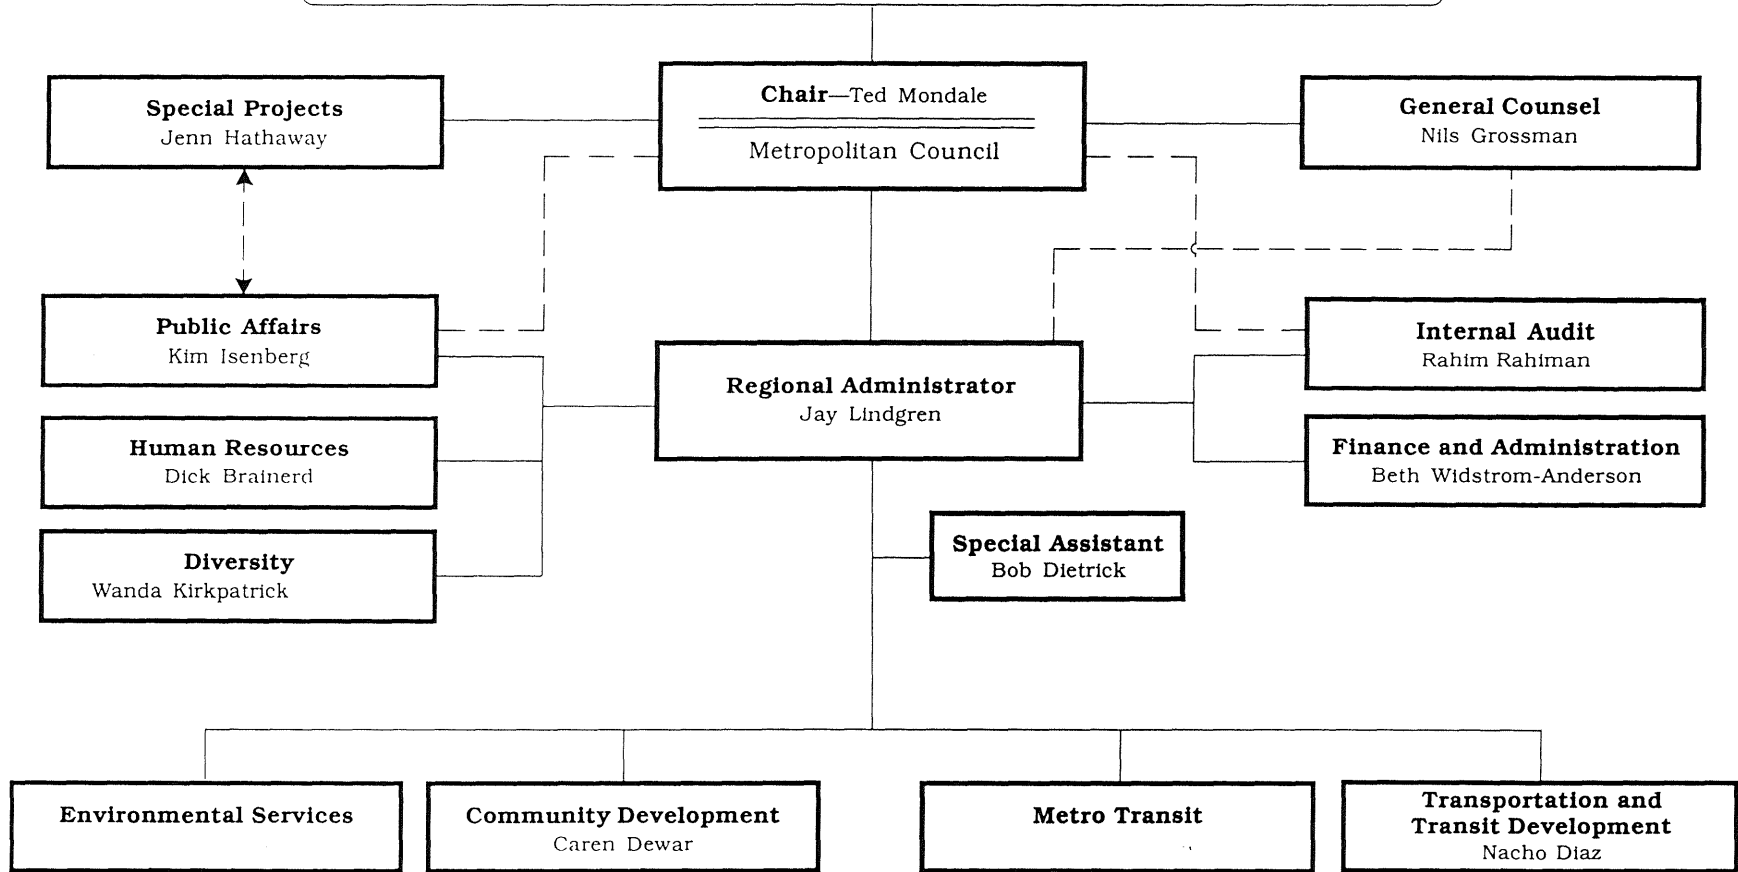 Chair—Ted Mondale
Metropolitan Council
Special Projects
Jenn Hathaway
General Counsel
Nils Grossman
Public Affairs
Kim Isenberg
Regional Administrator
Jay Lindgren
Internal Audit
Rahim Rahiman
Human Resources
Dick Brainerd
Finance and Administration
Beth Widstrom-Anderson
Diversity
Wanda Kirkpatrick
Special Assistant
Bob Dietrick
Environmental Services
Community Development
Caren Dewar
Metro Transit
Transportation and
Transit Development
Nacho Diaz